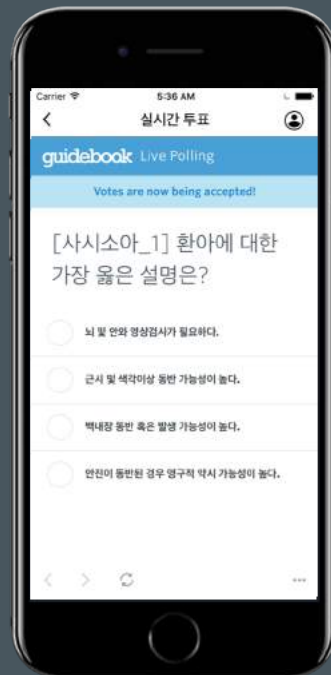 Carrier 5:36 AM
실시간 투표
guidebook Live Polling
Votes are now being accepted!
[사시소아_1] 환아에 대한
가장 옳은 설명은?
뇌 및 안와 영상검사가 필요하다.
근시 및 색각이상 동반 가능성이 높다.
백내장 동반 혹은 발생 가능성이 높다.
안진이 동반된 경우 영구적 약시 가능성이 높다.